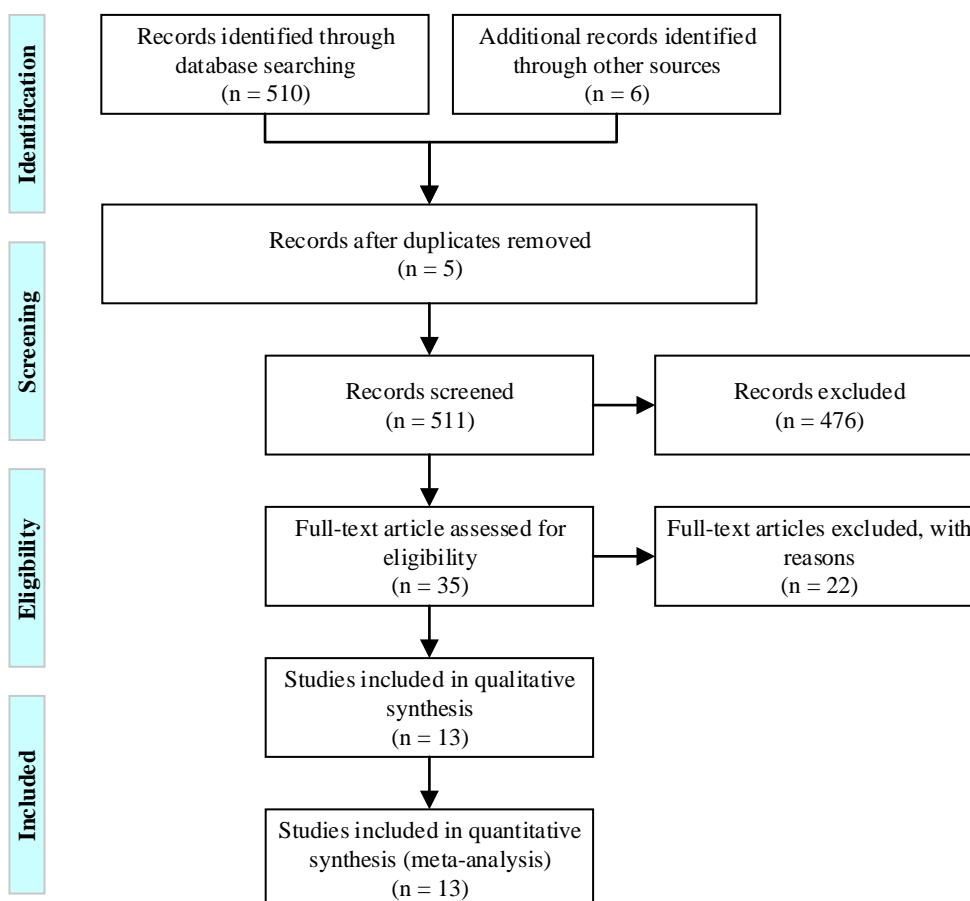 Identification
Records identified through
database searching
(n = 510)
Additional records identified
through other sources
(n = 6)
Screening
Records after duplicates removed
(n = 5)
Records screened
(n = 511)
Records excluded
(n = 476)
Eligibility
Full-text article assessed for
eligibility
(n = 35)
Full-text articles excluded, with
reasons
(n = 22)
Included
Studies included in qualitative
synthesis
(n = 13)
Studies included in quantitative
synthesis (meta-analysis)
(n = 13)